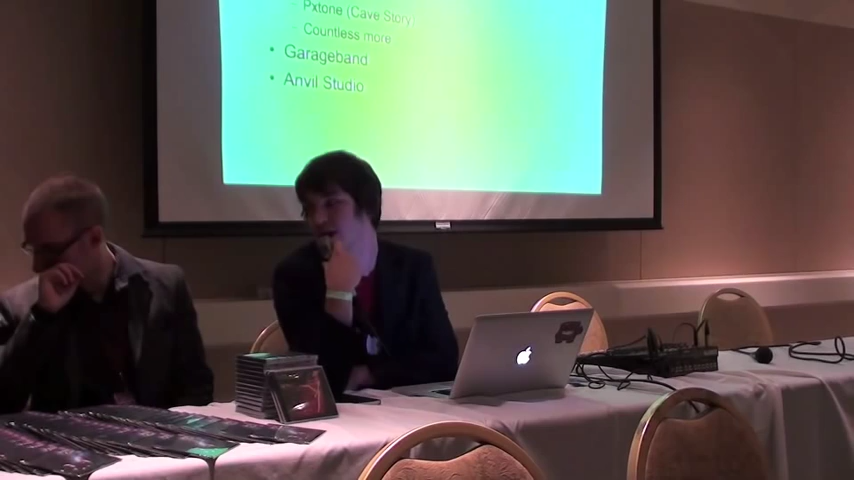 – Pxtone (Cave Story)
– Countless more
• Garageband
• Anvil Studio